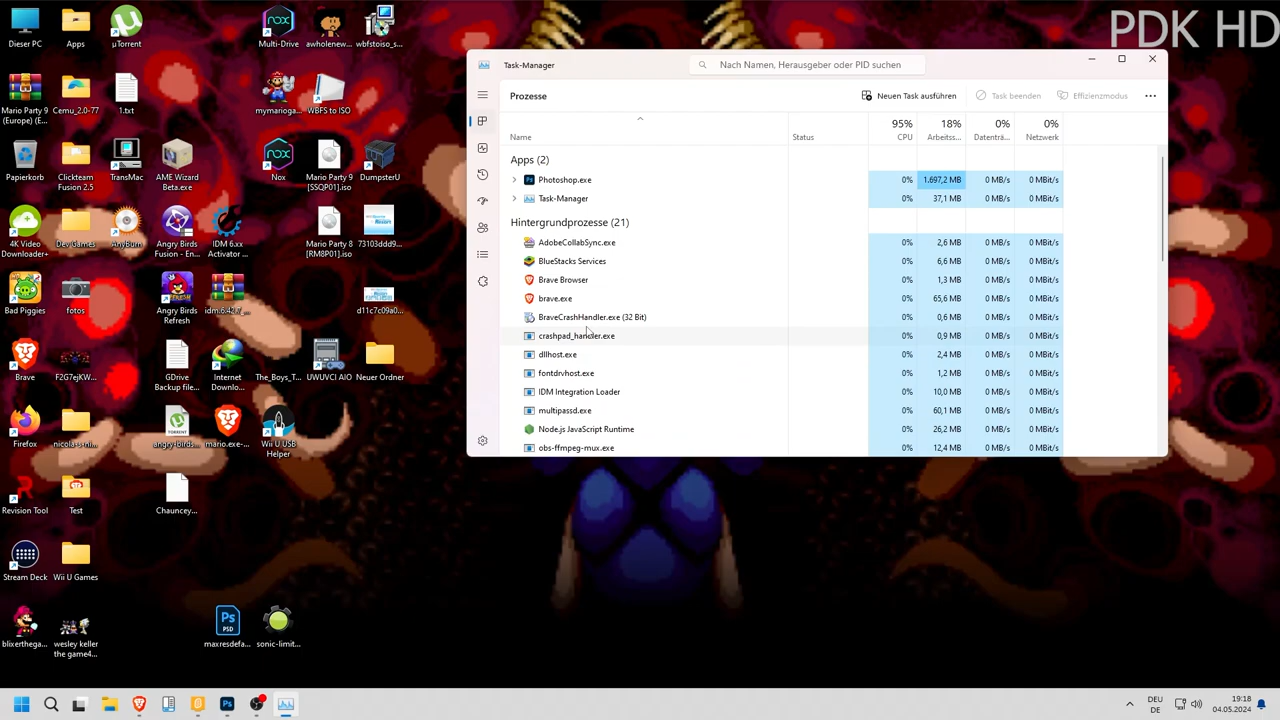 PDK HD
Dieser PC
Apps
µTorrent
Multi-Drive
awholenew...
wbfstoiso_s...
Mario Party 9
(Europe) (E...
Cemu_2.0-77
1.txt
mymarioga...
WBFS to ISO
Papierkorb
Clickteam
Fusion 2.5
TransMac
AME Wizard
Beta.exe
Nox
Mario Party 9
[SSQP01].iso
DumpsterU
4K Video
Downloader+
Dev Games
AnyBurn
Angry Birds
Fusion - En...
IDM 6.xx
Activator ...
Mario Party 8
[RM8P01].iso
73103ddd9...
Bad Piggies
fotos
Angry Birds
Refresh
idm.6.42f7...
d11c7c09a0...
Brave
F2G7ejKW...
GDrive
Backup file...
Internet
Downlo...
The_Boys_T...
UWUVCI AIO
Neuer Ordner
Firefox
nicola-s-ni...
angry-birds...
mario.exe-...
Wii U USB
Helper
Revision Tool
Test
Chauncey...
Stream Deck
Wii U Games
blixerthega...
wesley keller
the game4...
maxresdefa...
sonic-limit...
Task-Manager
Nach Namen, Herausgeber oder PID suchen
Prozesse
Neuen Task ausführen
Task beenden
Effizienzmodus
95%
18%
0%
0%
Name
Status
CPU
Arbeitss...
Datenträ...
Netzwerk
Apps (2)
Photoshop.exe 0% 1.697,2 MB 0 MB/s 0 MBit/s
Task-Manager 0% 37,1 MB 0 MB/s 0 MBit/s
Hintergrundprozesse (21)
AdobeCollabSync.exe 0% 2,6 MB 0 MB/s 0 MBit/s
BlueStacks Services 0% 6,6 MB 0 MB/s 0 MBit/s
Brave Browser 0% 14,0 MB 0 MB/s 0 MBit/s
brave.exe 0% 65,6 MB 0 MB/s 0 MBit/s
BraveCrashHandler.exe (32 Bit) 0% 0,6 MB 0 MB/s 0 MBit/s
crashpad_handler.exe 0% 0,9 MB 0 MB/s 0 MBit/s
dllhost.exe 0% 2,4 MB 0 MB/s 0 MBit/s
fontdrvhost.exe 0% 1,2 MB 0 MB/s 0 MBit/s
IDM Integration Loader 0% 10,0 MB 0 MB/s 0 MBit/s
multipassd.exe 0% 60,1 MB 0 MB/s 0 MBit/s
Node.js JavaScript Runtime 0% 26,2 MB 0 MB/s 0 MBit/s
obs-ffmpeg-mux.exe 0% 12,4 MB 0 MB/s 0 MBit/s
DEU
DE
19:18
04.05.2024